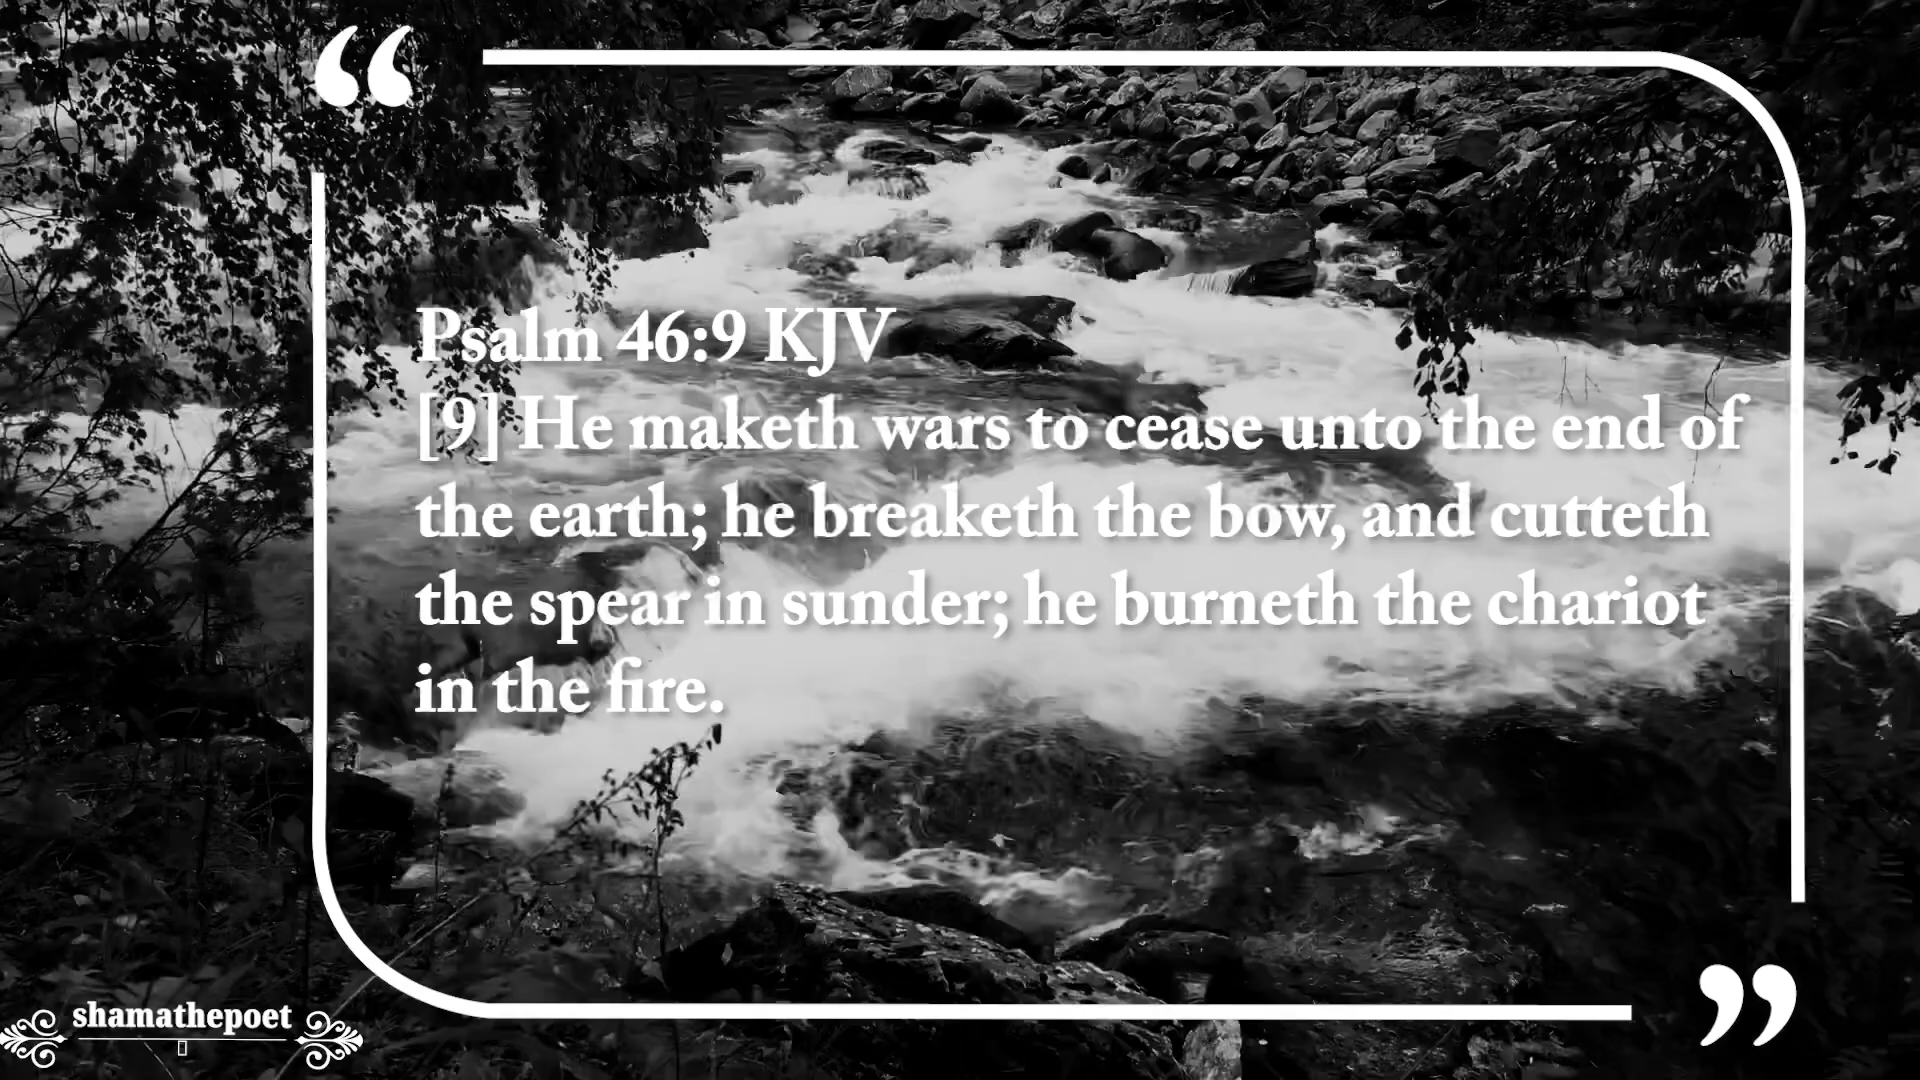 “
Psalm 46:9 KJV
[9] He maketh wars to cease unto the end of
the earth; he breaketh the bow, and cutteth
the spear in sunder; he burneth the chariot
in the fire.
”
shamathepoet